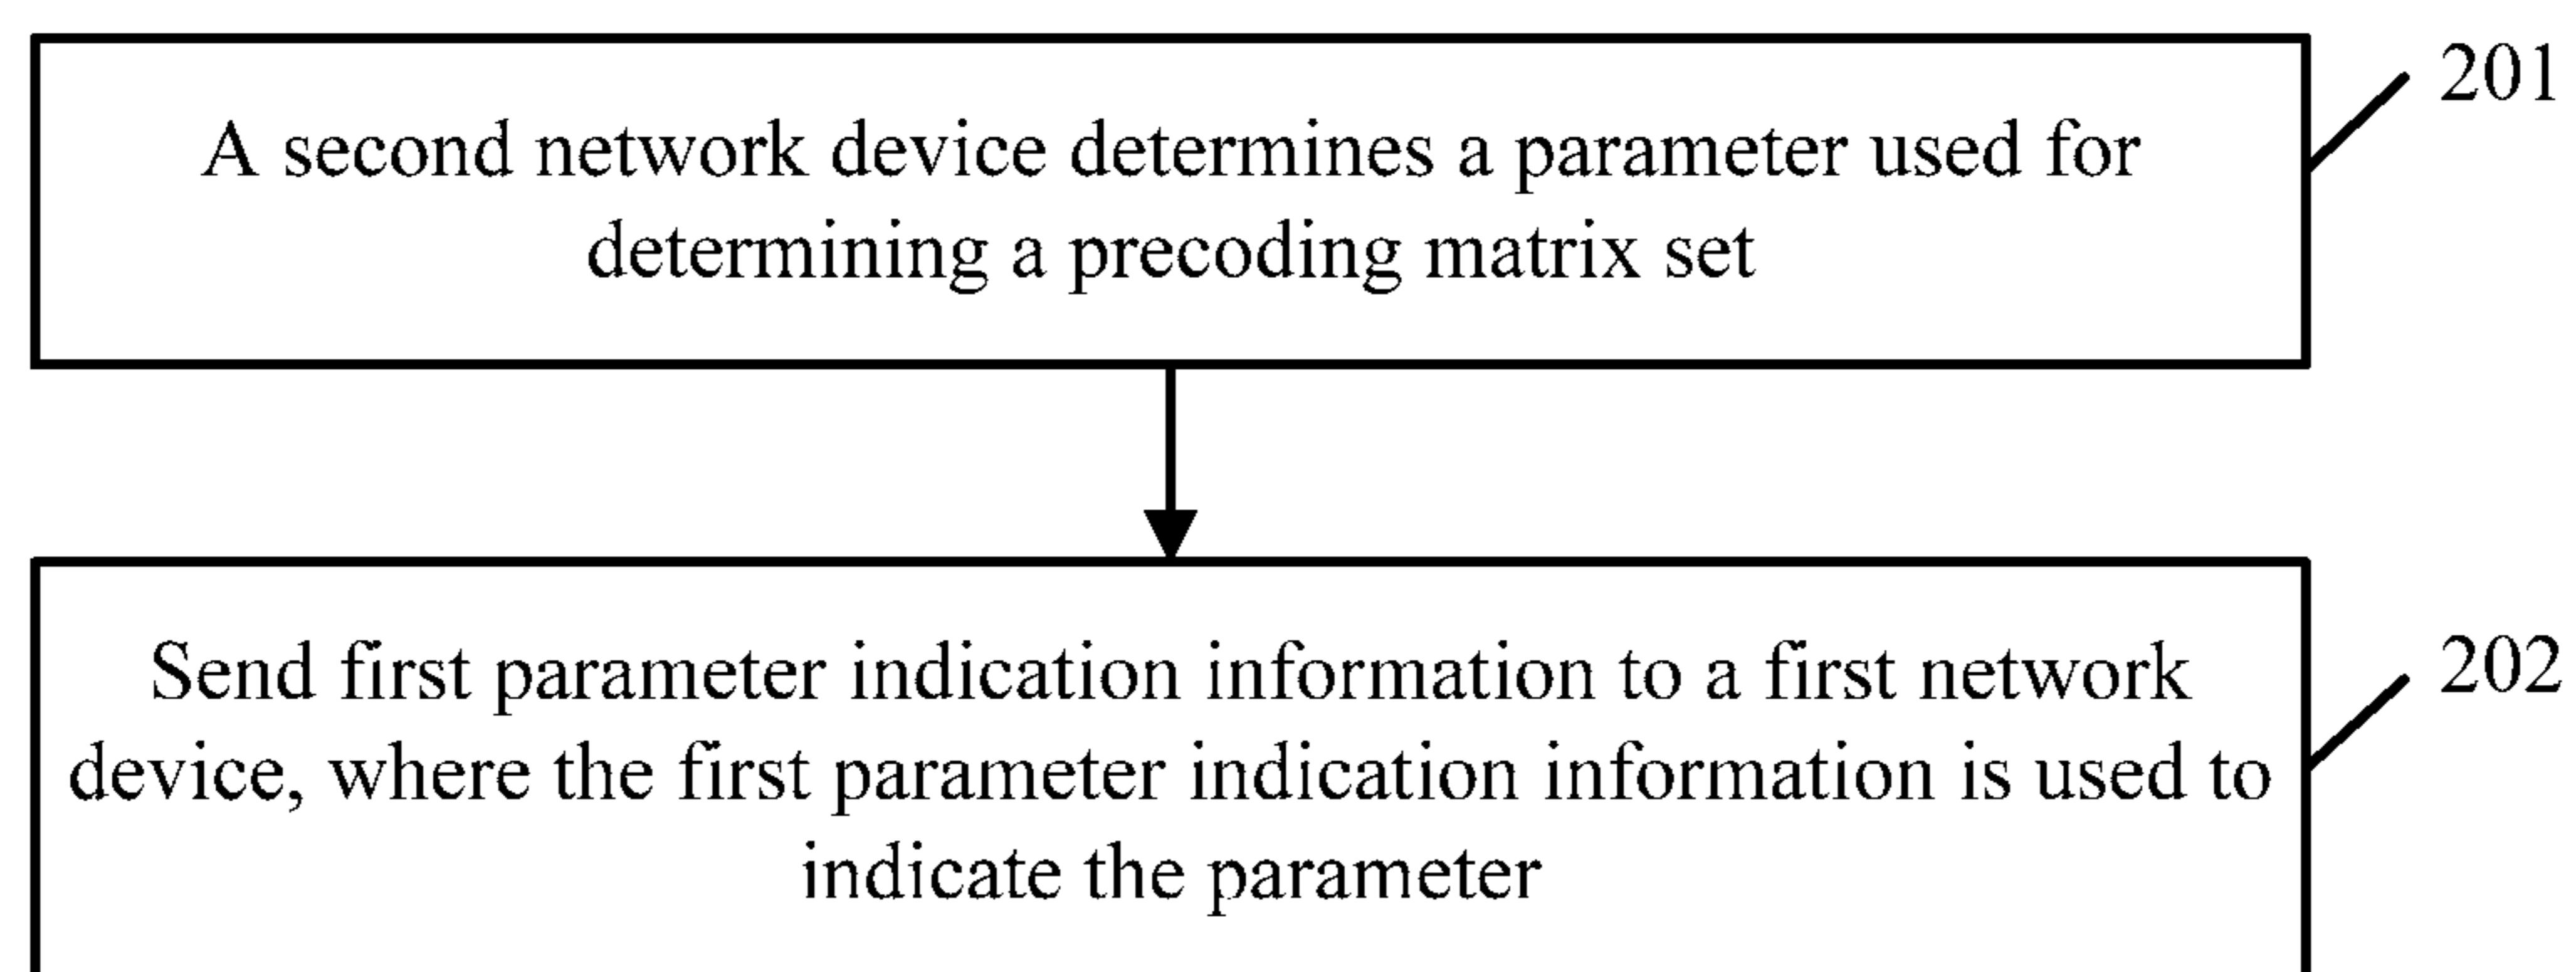 A second network device determines a parameter used for
determining a precoding matrix set
201
Send first parameter indication information to a first network
device, where the first parameter indication information is used to
indicate the parameter
202